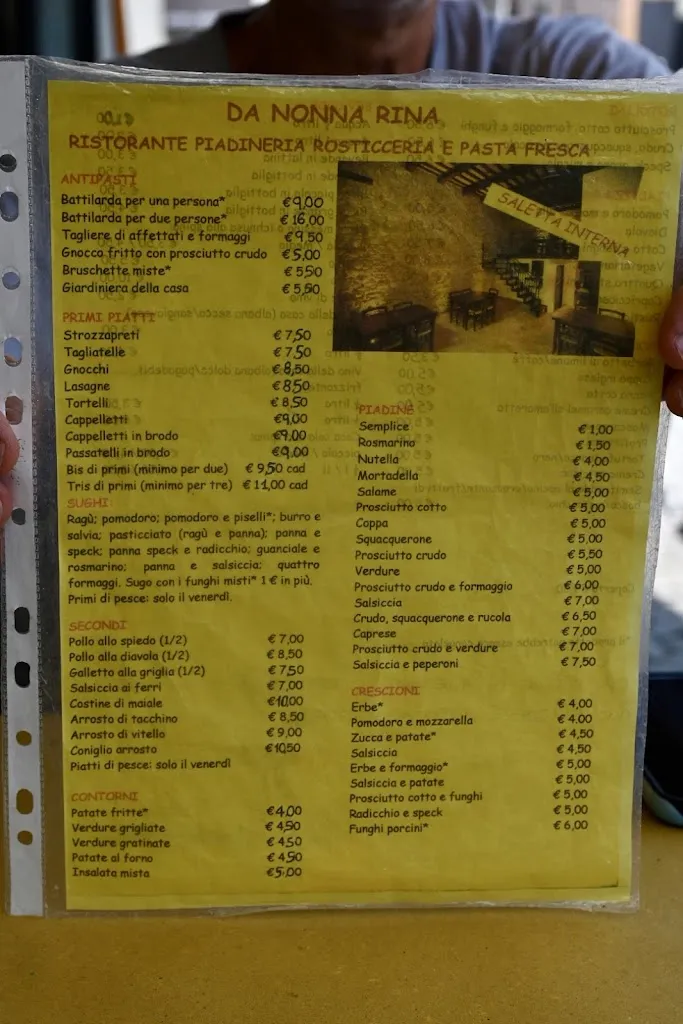 DA NONNA RINA
RISTORANTE PIADINERIA ROSTICCERIA E PASTA FRESCA
ANTIPASTI
Battilarda per una persona* € 9,00
Battilarda per due persone* € 16,00
Tagliere di affettati e formaggi € 9,50
Gnocco fritto con prosciutto crudo € 5,00
Bruschette miste* € 5,50
Giardiniera della casa € 5,50
SALETTA INTERNA
PRIMI PIATTI
Strozzapreti € 7,50
Tagliatelle € 7,50
Gnocchi € 8,50
Lasagne € 8,50
Tortelli € 8,50
Cappelletti € 9,00
Cappelletti in brodo € 9,00
Passatelli in brodo € 9,00
Bis di primi (minimo per due) € 9,50 cad
Tris di primi (minimo per tre) € 11,00 cad
SUGHI:
Ragù; pomodoro; pomodoro e piselli*; burro e
salvia; pasticciato (ragù e panna); panna e
speck; panna speck e radicchio; guanciale e
rosmarino; panna e salsiccia; quattro
formaggi. Sugo con i funghi misti* 1 € in più.
Primi di pesce: solo il venerdì.
SECONDI
Pollo allo spiedo (1/2) € 7,00
Pollo alla diavola (1/2) € 8,50
Galletto alla griglia (1/2) € 7,50
Salsiccia ai ferri € 7,00
Costine di maiale € 10,00
Arrosto di tacchino € 8,50
Arrosto di vitello € 9,00
Coniglio arrosto € 10,50
Piatti di pesce: solo il venerdì
CONTORNI
Patate fritte* € 4,00
Verdure grigliate € 4,50
Verdure gratinate € 4,50
Patate al forno € 4,50
Insalata mista € 5,00
PIADINE
Semplice € 1,00
Rosmarino € 1,50
Nutella € 4,00
Mortadella € 4,50
Salame € 5,00
Prosciutto cotto € 5,00
Coppa € 5,00
Squacquerone € 5,00
Prosciutto crudo € 5,50
Verdure € 5,00
Prosciutto crudo e formaggio € 6,00
Salsiccia € 7,00
Crudo, squacquerone e rucola € 6,50
Caprese € 7,00
Prosciutto crudo e verdure € 7,00
Salsiccia e peperoni € 7,50
CRESCIONI
Erbe* € 4,00
Pomodoro e mozzarella € 4,00
Zucca e patate* € 4,50
Salsiccia € 4,50
Erbe e formaggio* € 5,00
Salsiccia e patate € 5,00
Prosciutto cotto e funghi € 5,00
Radicchio e speck € 5,00
Funghi porcini* € 6,00